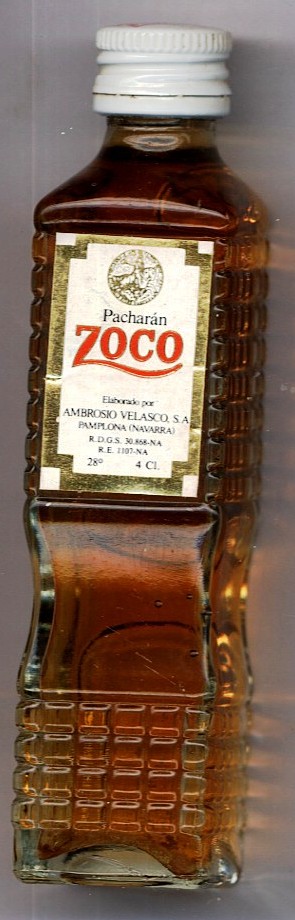 Pacharán
ZOCO
Elaborado por
AMBROSIO VELASCO, S.A.
PAMPLONA (NAVARRA)
R.D.G.S. 30.868-NA
R.E. 1107-NA
28° 4 Cl.